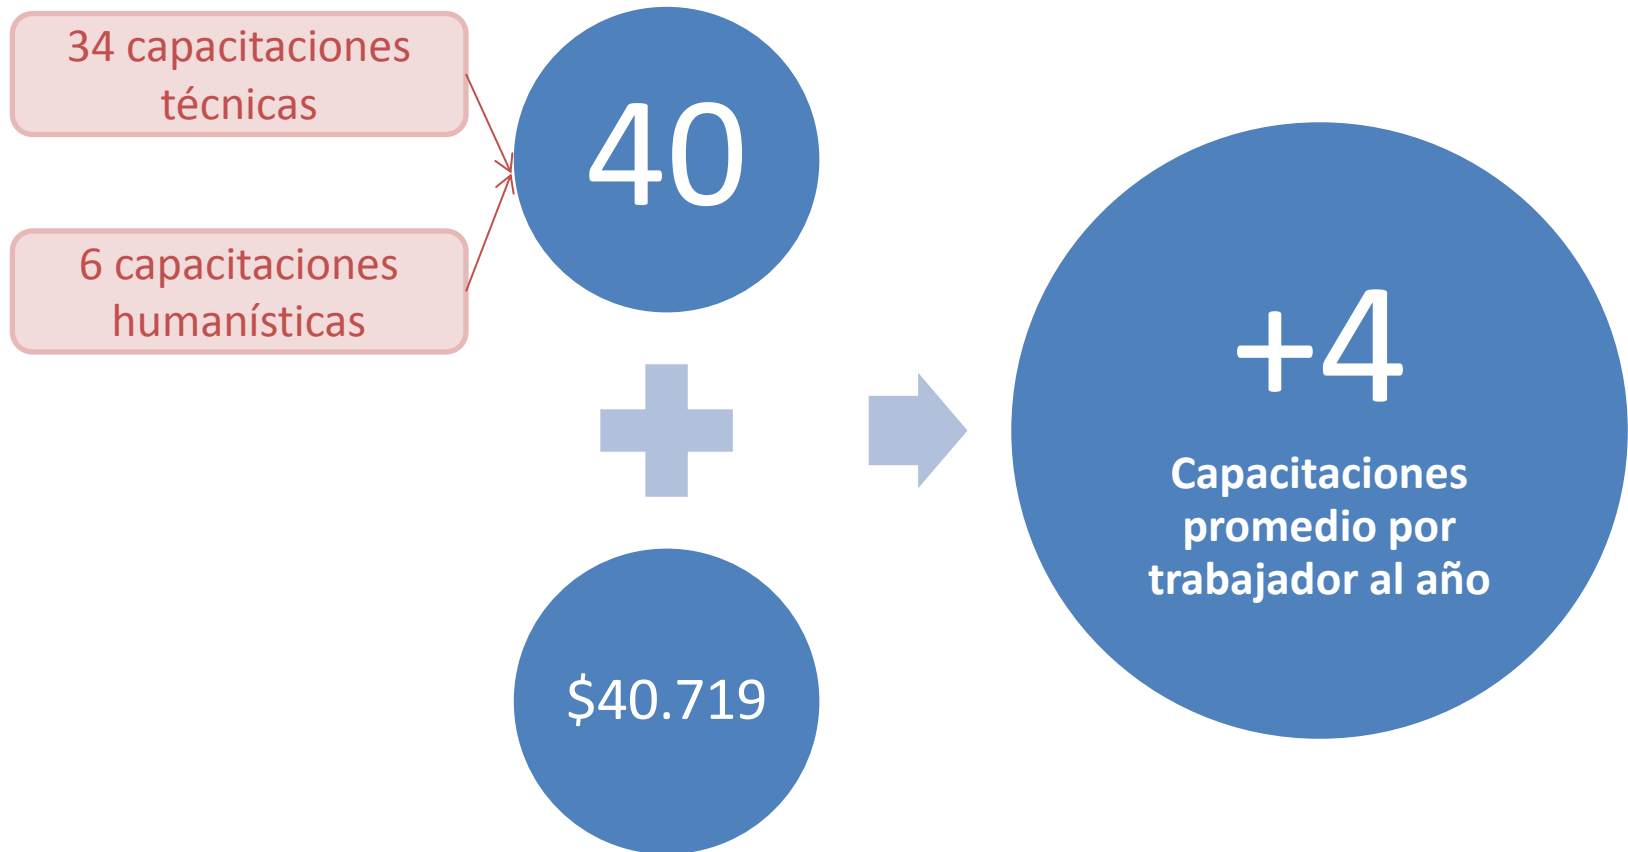 34 capacitaciones
técnicas
40
6 capacitaciones
humanísticas
+4
Capacitaciones
promedio por
trabajador al año
$40.719